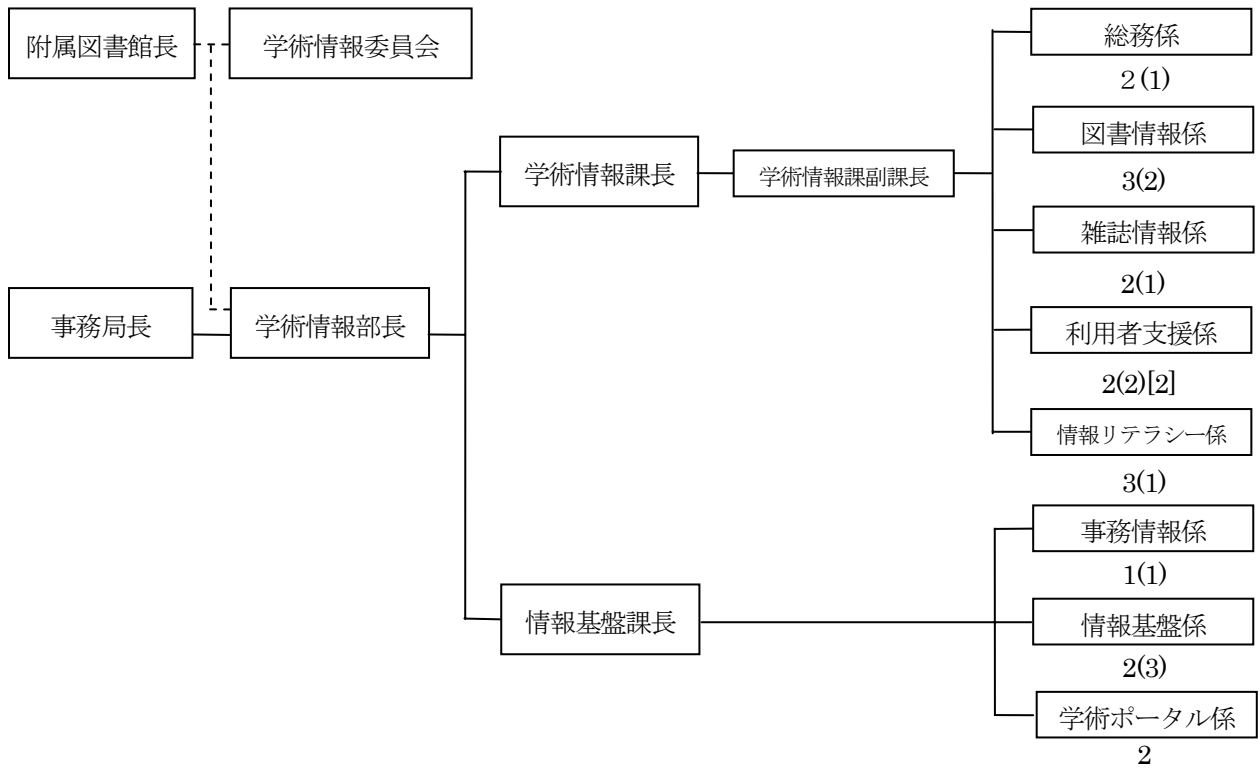 附属図書館長
学術情報委員会
総務係
２(1)
図書情報係
3(2)
学術情報課長
学術情報課副課長
雑誌情報係
2(1)
事務局長
学術情報部長
利用者支援係
2(2)[2]
情報リテラシー係
3(1)
事務情報係
1(1)
情報基盤課長
情報基盤係
2(3)
学術ポータル係
2